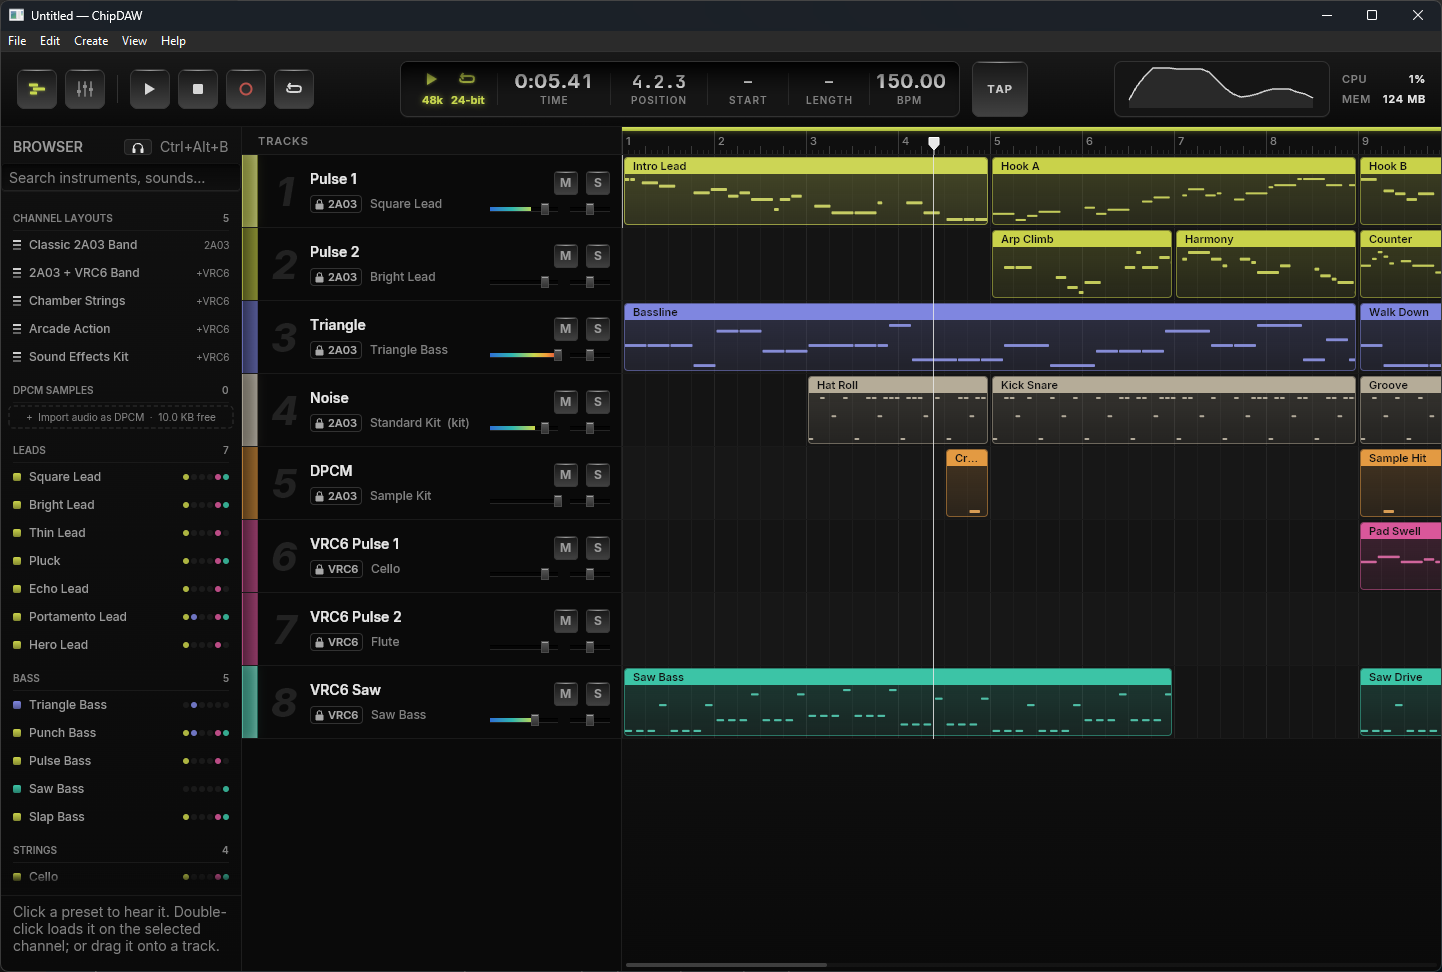 Untitled — ChipDAW
File Edit Create View Help
48k 24-bit
0:05.41
TIME
4.2.3
POSITION
–
START
–
LENGTH
150.00
BPM
TAP
CPU 1%
MEM 124 MB
BROWSER Ctrl+Alt+B
Search instruments, sounds...
CHANNEL LAYOUTS 5
Classic 2A03 Band 2A03
2A03 + VRC6 Band +VRC6
Chamber Strings +VRC6
Arcade Action +VRC6
Sound Effects Kit +VRC6
DPCM SAMPLES 0
+ Import audio as DPCM · 10.0 KB free
LEADS 7
Square Lead
Bright Lead
Thin Lead
Pluck
Echo Lead
Portamento Lead
Hero Lead
BASS 5
Triangle Bass
Punch Bass
Pulse Bass
Saw Bass
Slap Bass
STRINGS 4
Cello
Click a preset to hear it. Double-
click loads it on the selected
channel; or drag it onto a track.
TRACKS
1 Pulse 1 M S
2A03 Square Lead
2 Pulse 2 M S
2A03 Bright Lead
3 Triangle M S
2A03 Triangle Bass
4 Noise M S
2A03 Standard Kit (kit)
5 DPCM M S
2A03 Sample Kit
6 VRC6 Pulse 1 M S
VRC6 Cello
7 VRC6 Pulse 2 M S
VRC6 Flute
8 VRC6 Saw M S
VRC6 Saw Bass
1 2 3 4 5 6 7 8 9
Intro Lead Hook A Hook B
Arp Climb Harmony Counter
Bassline Walk Down
Hat Roll Kick Snare Groove
Cr... Sample Hit
Pad Swell
Saw Bass Saw Drive